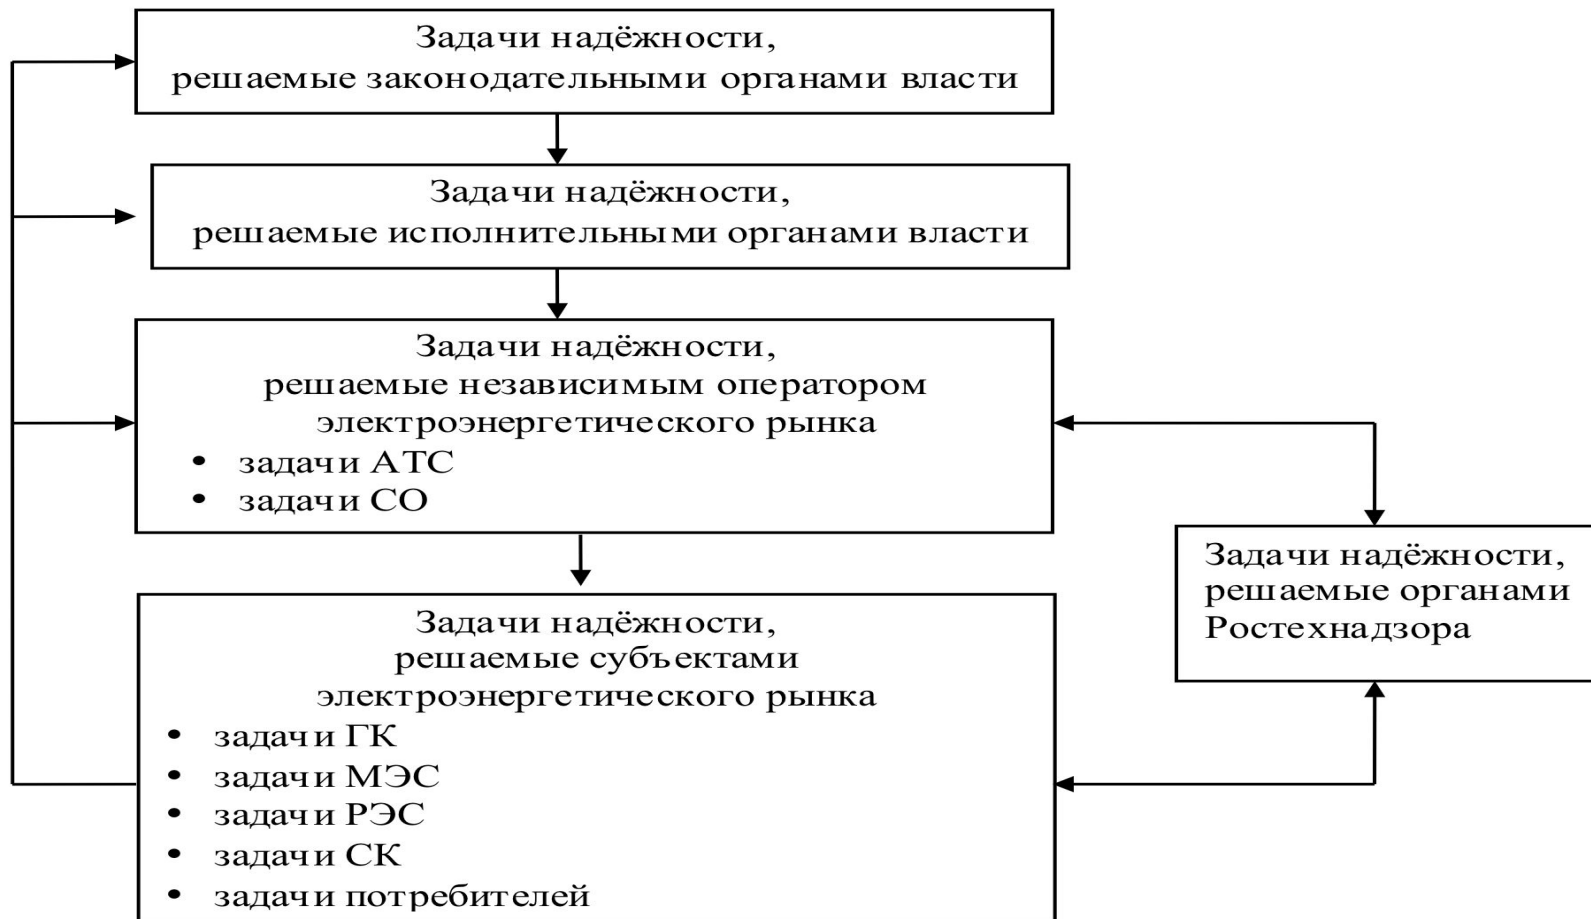 Задачи надёжности,
решаемые законодательными органами власти
Задачи надёжности,
решаемые исполнительными органами власти
Задачи надёжности,
решаемые независимым оператором
электроэнергетического рынка
• задачи АТС
• задачи СО
Задачи надёжности,
решаемые органами
Ростехнадзора
Задачи надёжности,
решаемые субъектами
электроэнергетического рынка
• задачи ГК
• задачи МЭС
• задачи РЭС
• задачи СК
• задачи потребителей